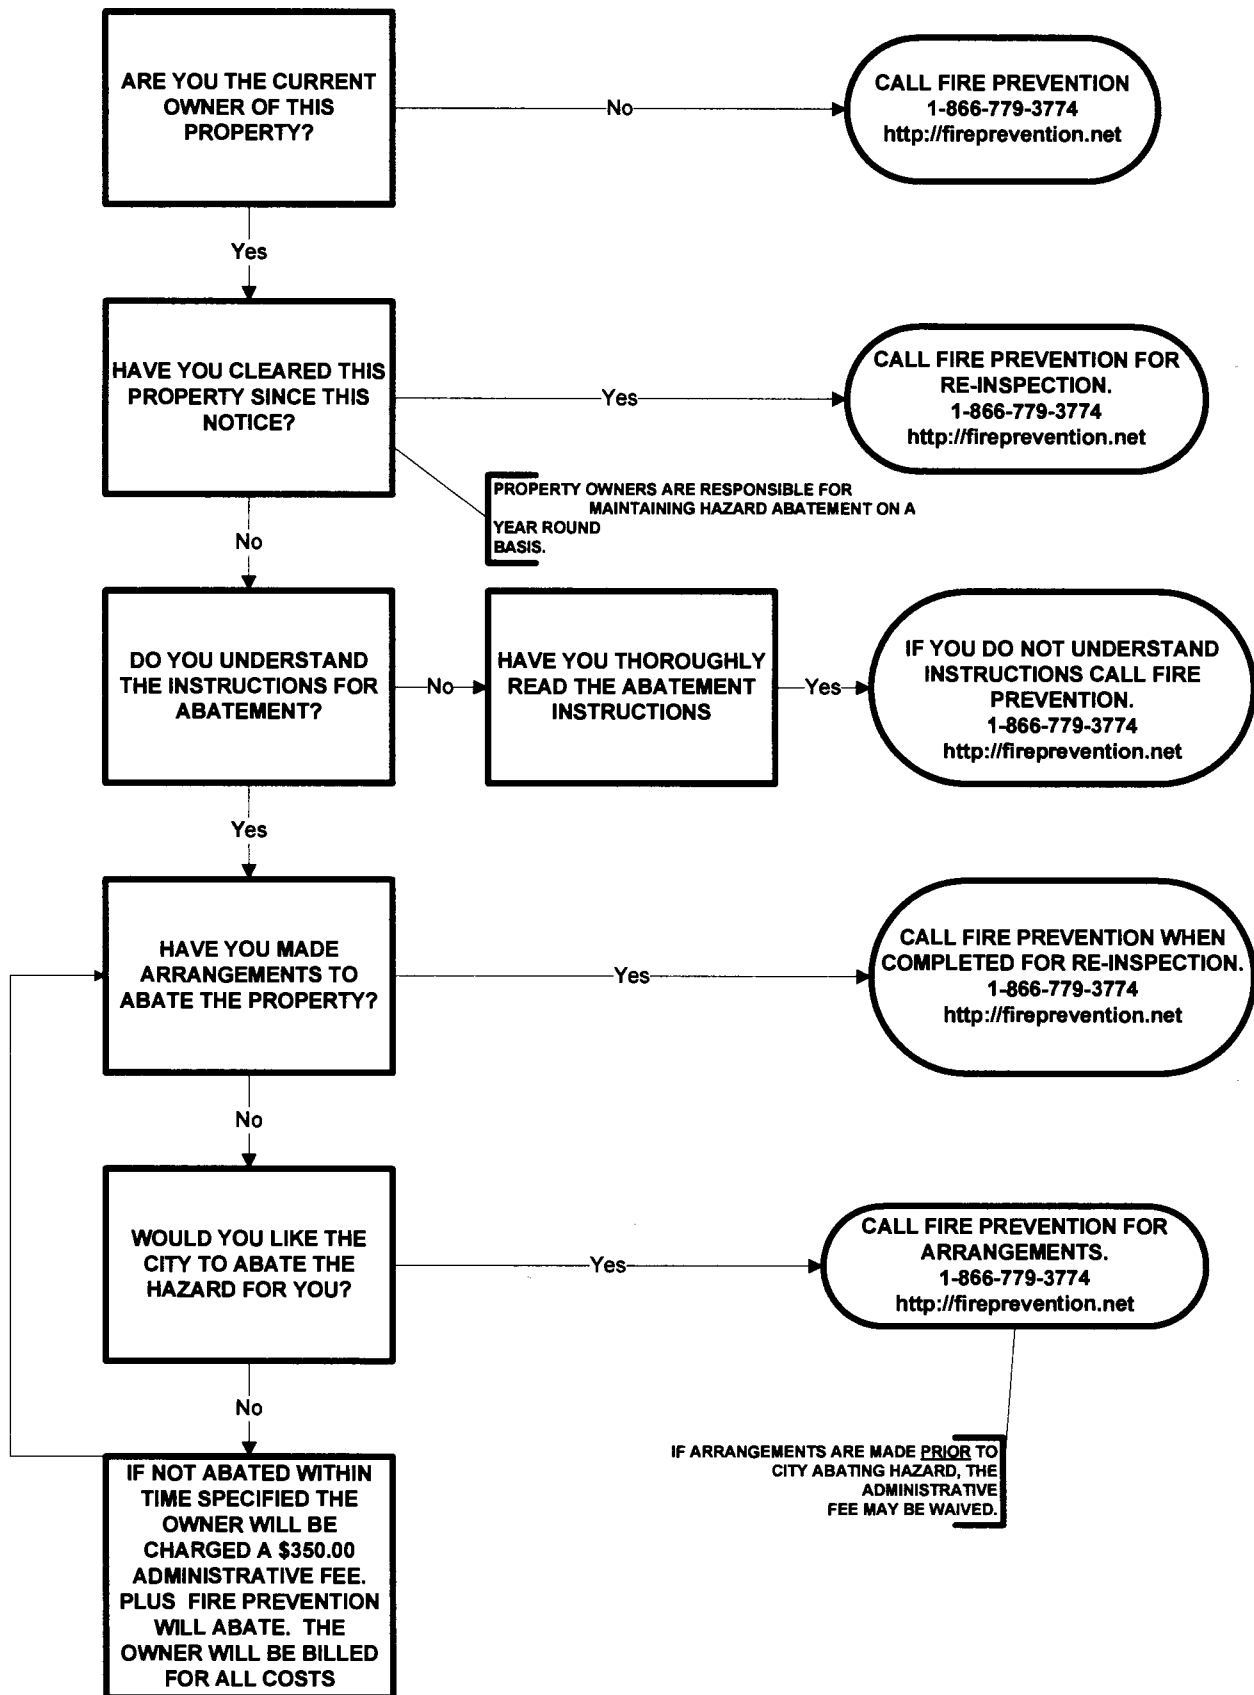 ARE YOU THE CURRENT
OWNER OF THIS
PROPERTY?
No
CALL FIRE PREVENTION
1-866-779-3774
http://fireprevention.net
Yes
HAVE YOU CLEARED THIS
PROPERTY SINCE THIS
NOTICE?
Yes
CALL FIRE PREVENTION FOR
RE-INSPECTION.
1-866-779-3774
http://fireprevention.net
PROPERTY OWNERS ARE RESPONSIBLE FOR
MAINTAINING HAZARD ABATEMENT ON A
YEAR ROUND
BASIS.
No
DO YOU UNDERSTAND
THE INSTRUCTIONS FOR
ABATEMENT?
No
HAVE YOU THOROUGHLY
READ THE ABATEMENT
INSTRUCTIONS
Yes
IF YOU DO NOT UNDERSTAND
INSTRUCTIONS CALL FIRE
PREVENTION.
1-866-779-3774
http://fireprevention.net
Yes
HAVE YOU MADE
ARRANGEMENTS TO
ABATE THE PROPERTY?
Yes
CALL FIRE PREVENTION WHEN
COMPLETED FOR RE-INSPECTION.
1-866-779-3774
http://fireprevention.net
No
WOULD YOU LIKE THE
CITY TO ABATE THE
HAZARD FOR YOU?
Yes
CALL FIRE PREVENTION FOR
ARRANGEMENTS.
1-866-779-3774
http://fireprevention.net
No
IF ARRANGEMENTS ARE MADE PRIOR TO
CITY ABATING HAZARD, THE
ADMINISTRATIVE
FEE MAY BE WAIVED.
IF NOT ABATED WITHIN
TIME SPECIFIED THE
OWNER WILL BE
CHARGED A $350.00
ADMINISTRATIVE FEE.
PLUS FIRE PREVENTION
WILL ABATE. THE
OWNER WILL BE BILLED
FOR ALL COSTS